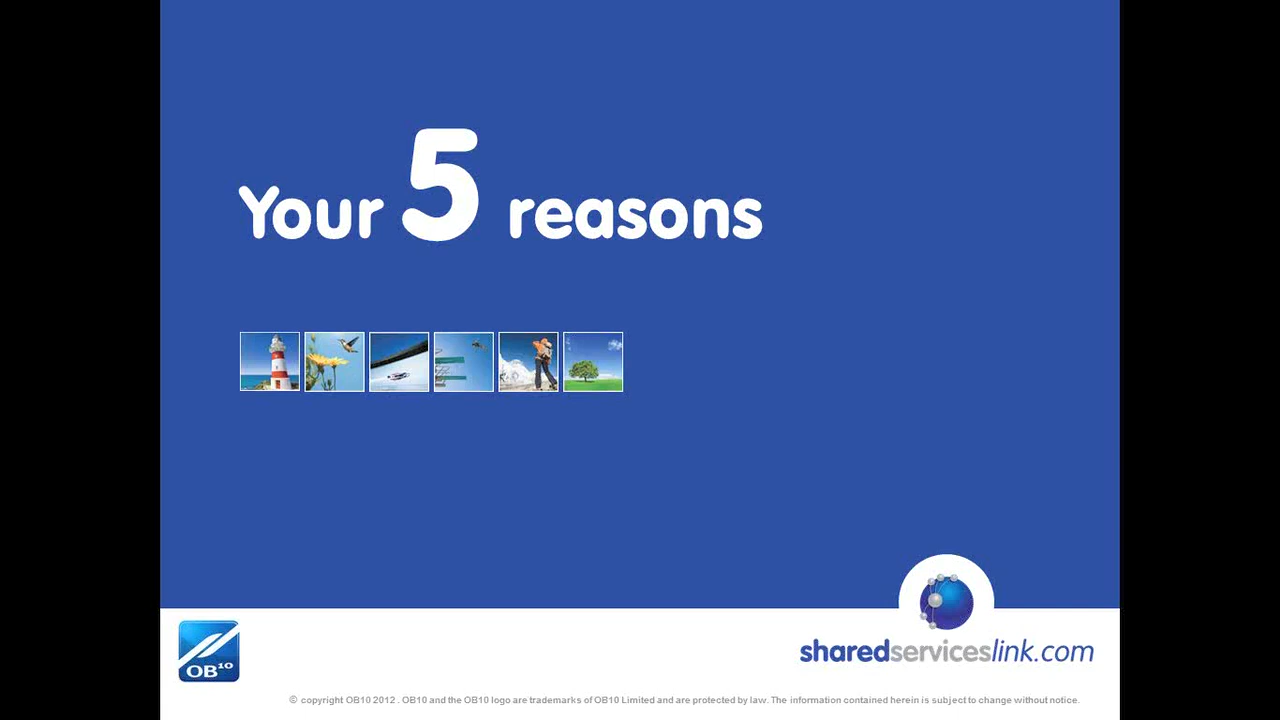 Your 5 reasons
sharedserviceslink.com
OB10
© copyright OB10 2012 . OB10 and the OB10 logo are trademarks of OB10 Limited and are protected by law. The information contained herein is subject to change without notice.